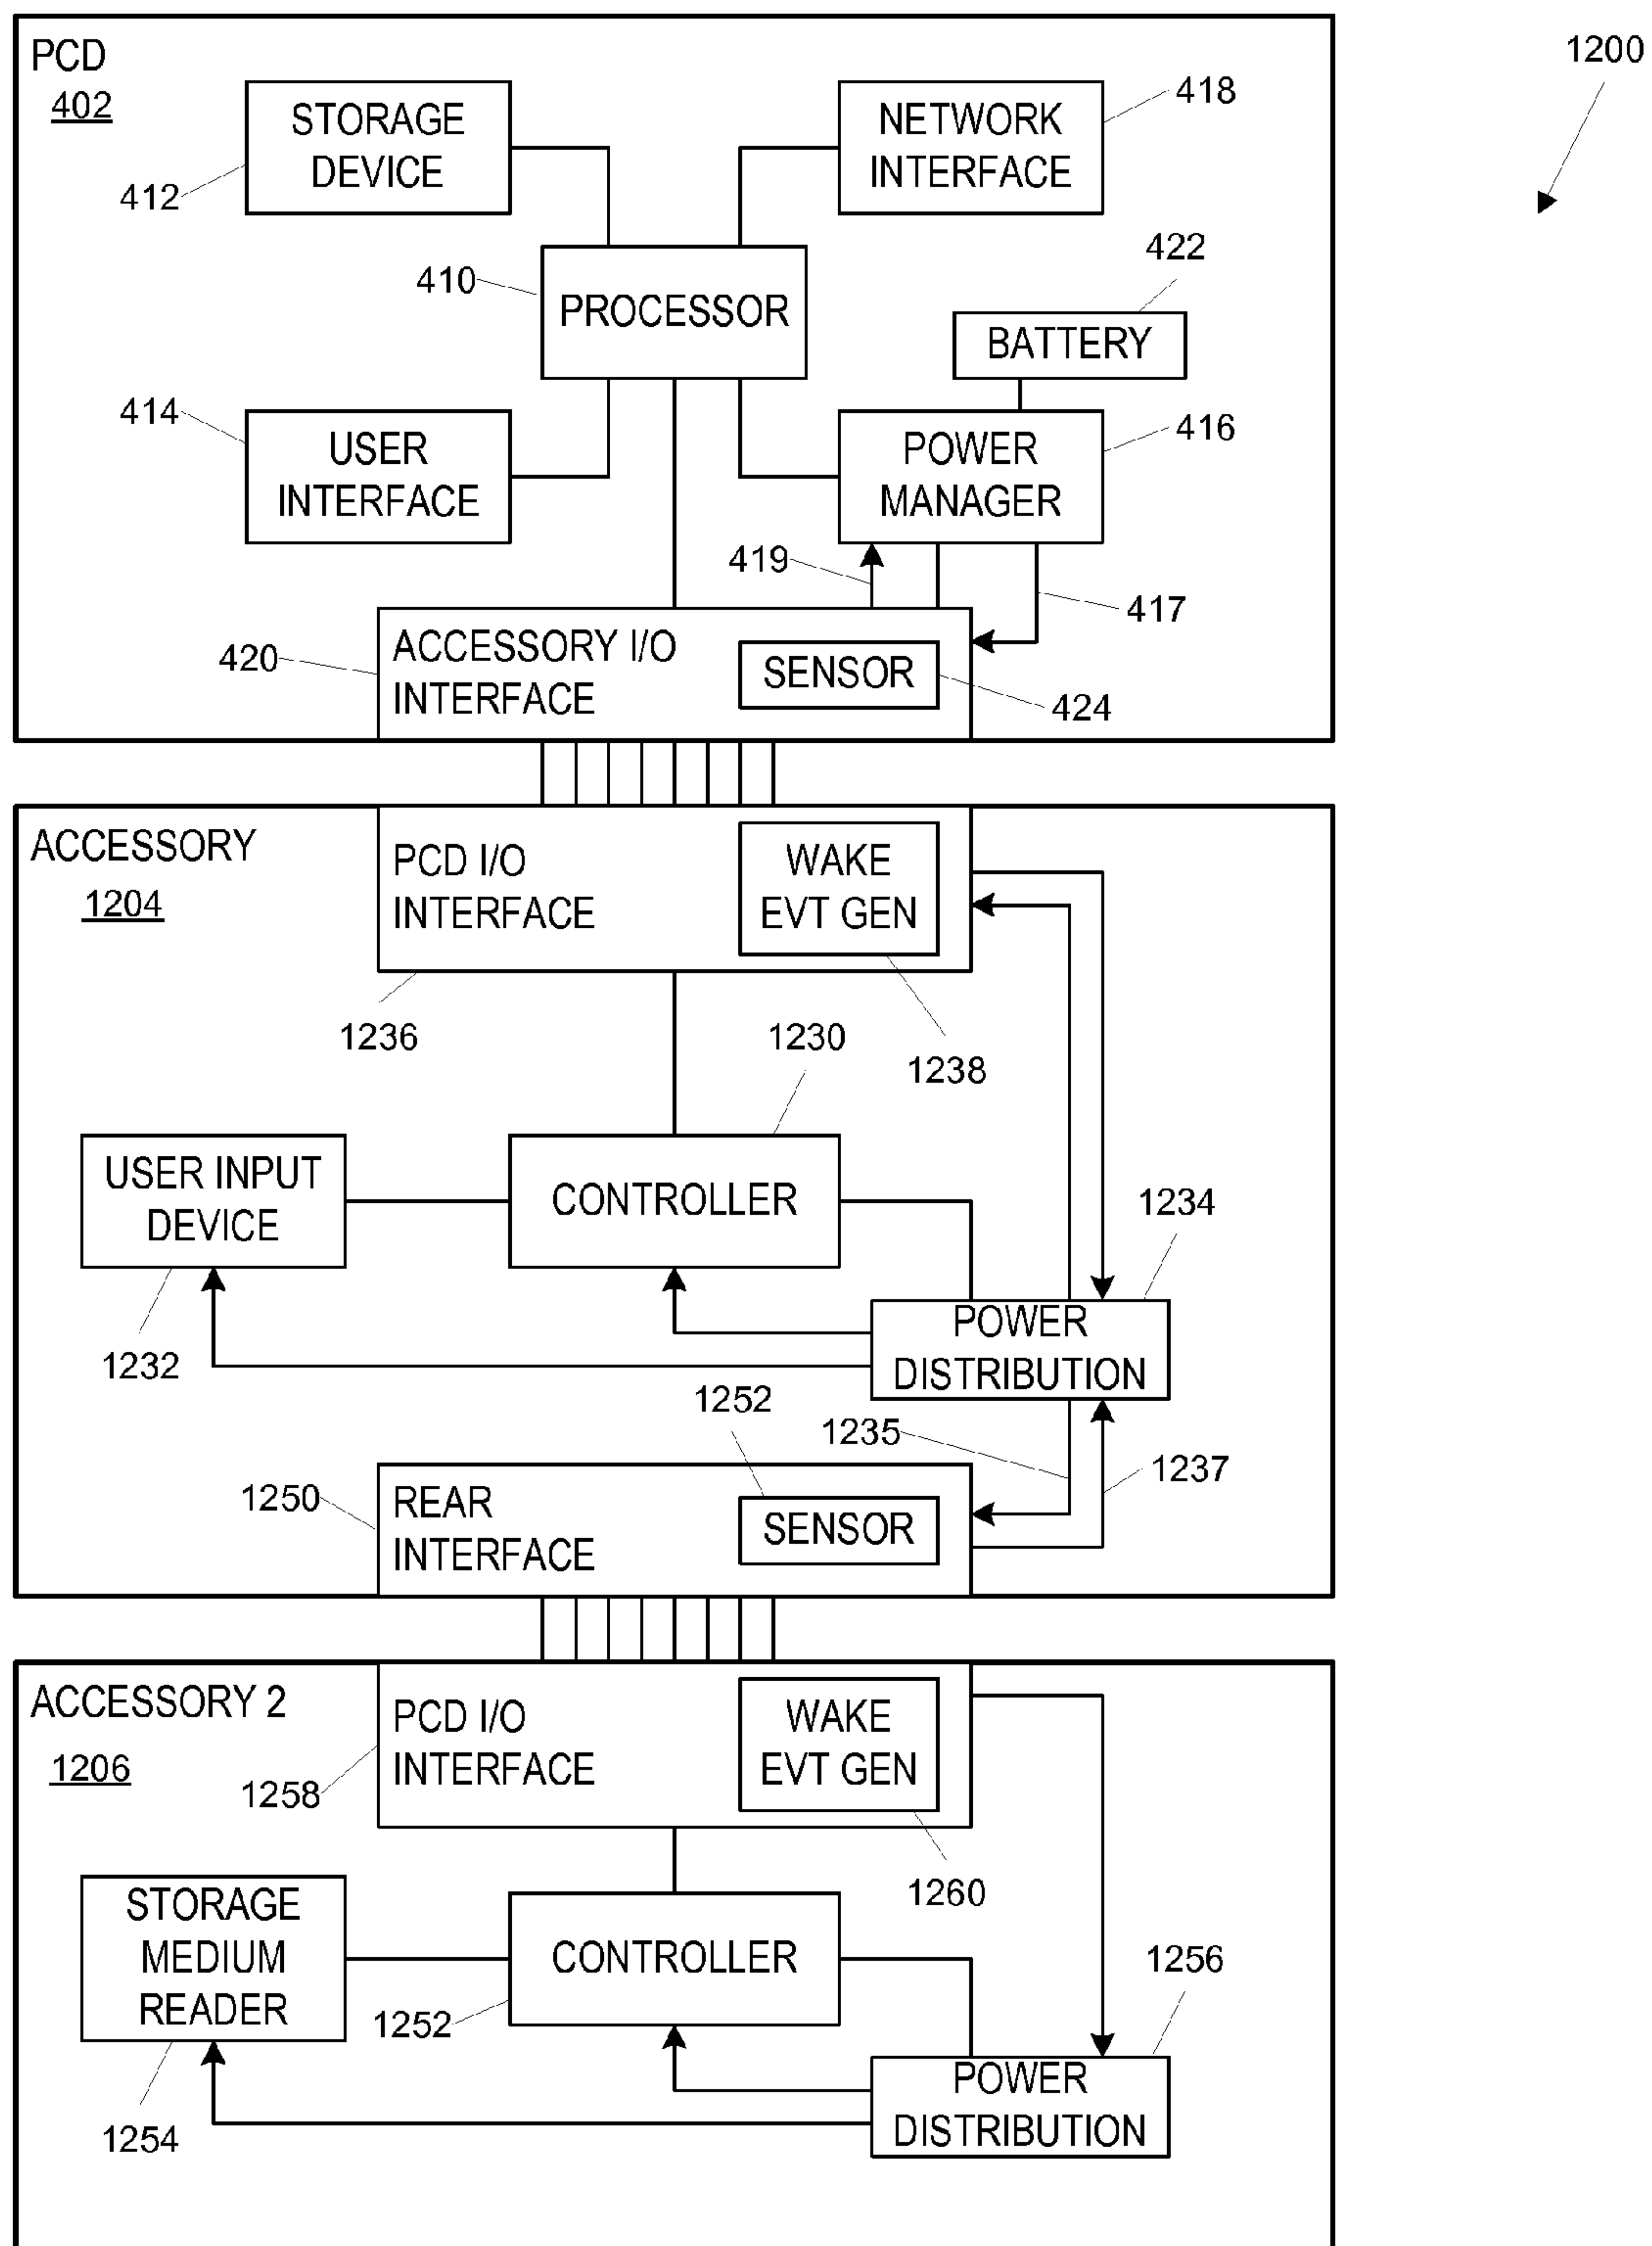 PCD
402
1200
STORAGE
DEVICE
412
NETWORK
INTERFACE
418
410
PROCESSOR
422
BATTERY
414
USER
INTERFACE
POWER
MANAGER
416
419
417
420
ACCESSORY I/O
INTERFACE
SENSOR
424
ACCESSORY
1204
PCD I/O
INTERFACE
WAKE
EVT GEN
1236
1230
1238
USER INPUT
DEVICE
CONTROLLER
1234
1232
POWER
DISTRIBUTION
1252
1235
1237
1250
REAR
INTERFACE
SENSOR
ACCESSORY 2
1206
1258
PCD I/O
INTERFACE
WAKE
EVT GEN
1260
STORAGE
MEDIUM
READER
CONTROLLER
1252
1256
1254
POWER
DISTRIBUTION